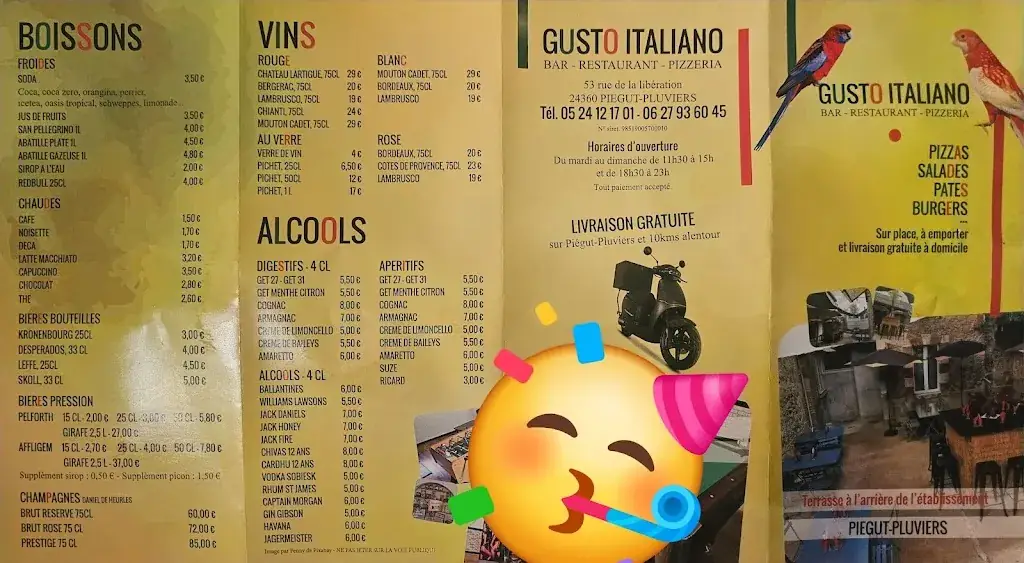 BOISSONS
FROIDES
SODA 3,50 €
Coca, coca zero, orangina, perrier,
icetea, oasis tropical, schweppes, limonade...
JUS DE FRUITS 3,50 €
SAN PELLEGRINO 1L 4,50 €
ABATILLE PLATE 1L 4,50 €
ABATILLE GAZEUSE 1L 4,80 €
SIROP A L'EAU 2,00 €
REDBULL 25CL 4,00 €
CHAUDES
CAFE 1,50 €
NOISETTE 1,70 €
DECA 1,70 €
LATTE MACCHIATO 3,20 €
CAPUCCINO 3,50 €
CHOCOLAT 2,80 €
THE 2,60 €
BIERES BOUTEILLES
KRONENBOURG 25CL 3,00 €
DESPERADOS, 33 CL 4,00 €
LEFFE, 25CL 4,50 €
SKOLL, 33 CL 5,00 €
BIERES PRESSION
PELFORTH 15 CL - 2,00 € 25 CL - 3,00 € 50 CL - 5,80 €
GIRAFE 2,5 L - 27,00 €
AFFLIGEM 15 CL - 2,70 € 25 CL - 4,00 € 50 CL - 7,80 €
GIRAFE 2,5 L - 37,00 €
Supplément sirop : 0,50 € - Supplément picon : 1,50 €
CHAMPAGNES DANIEL DE HEURLES
BRUT RESERVE 75CL 60,00 €
BRUT ROSE 75 CL 72,00 €
PRESTIGE 75 CL 85,00 €
VINS
ROUGE
CHATEAU LARTIGUE, 75CL 29 €
BERGERAC, 75CL 20 €
LAMBRUSCO, 75CL 19 €
CHIANTI, 75CL 24 €
MOUTON CADET, 75CL 29 €
BLANC
MOUTON CADET, 75CL 29 €
BORDEAUX, 75CL 20 €
LAMBRUSCO 19 €
AU VERRE
VERRE DE VIN 4 €
PICHET, 25CL 6,50 €
PICHET, 50CL 12 €
PICHET, 1 L 17 €
ROSE
BORDEAUX, 75CL 20 €
COTES DE PROVENCE, 75CL 23 €
LAMBRUSCO 19 €
ALCOOLS
DIGESTIFS - 4 CL
GET 27 - GET 31 5,50 €
GET MENTHE CITRON 5,50 €
COGNAC 8,00 €
ARMAGNAC 7,00 €
CREME DE LIMONCELLO 5,00 €
CREME DE BAILEYS 5,50 €
AMARETTO 6,00 €
APERITIFS
GET 27 - GET 31 5,50 €
GET MENTHE CITRON 5,50 €
COGNAC 8,00 €
ARMAGNAC 7,00 €
CREME DE LIMONCELLO 5,00 €
CREME DE BAILEYS 5,50 €
AMARETTO 6,00 €
SUZE 5,00 €
RICARD 3,00 €
ALCOOLS - 4 CL
BALLANTINES 6,00 €
WILLIAMS LAWSONS 5,50 €
JACK DANIELS 7,00 €
JACK HONEY 7,00 €
JACK FIRE 7,00 €
CHIVAS 12 ANS 8,00 €
CARDHU 12 ANS 8,00 €
VODKA SOBIESK 5,00 €
RHUM ST JAMES 5,00 €
CAPTAIN MORGAN 6,00 €
GIN GIBSON 5,00 €
HAVANA 6,00 €
JAGERMEISTER 6,00 €
NE PAS JETER SUR LA VOIE PUBLIQUE
GUSTO ITALIANO
BAR - RESTAURANT - PIZZERIA
53 rue de la libération
24360 PIEGUT-PLUVIERS
Tél. 05 24 12 17 01 - 06 27 93 60 45
Horaires d'ouverture
Du mardi au dimanche de 11h30 à 15h
et de 18h30 à 23h
Tout paiement accepté
LIVRAISON GRATUITE
sur Piégut-Pluviers et 10kms alentour
GUSTO ITALIANO
BAR - RESTAURANT - PIZZERIA
PIZZAS
SALADES
PATES
BURGERS
Sur place, à emporter
et livraison gratuite à domicile
Terrasse à l'arrière de l'établissement
PIEGUT-PLUVIERS